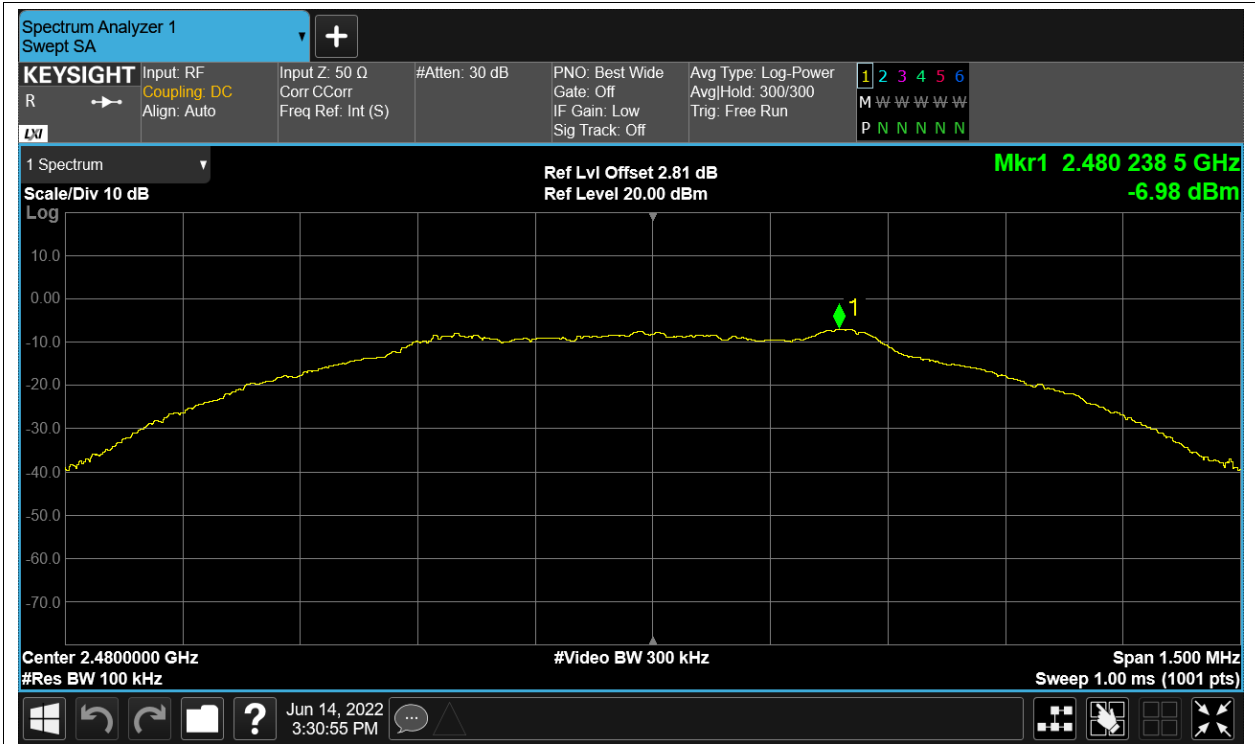 Spectrum Analyzer 1
Swept SA
+
KEYSIGHT
R
LXI
Input: RF
Coupling: DC
Align: Auto
Input Z: 50 Ω
Corr CCorr
Freq Ref: Int (S)
#Atten: 30 dB
PNO: Best Wide
Gate: Off
IF Gain: Low
Sig Track: Off
Avg Type: Log-Power
Avg|Hold: 300/300
Trig: Free Run
1 2 3 4 5 6
M W W W W W
P N N N N N
1 Spectrum
Scale/Div 10 dB
Log
Ref Lvl Offset 2.81 dB
Ref Level 20.00 dBm
Mkr1 2.480 238 5 GHz
-6.98 dBm
10.0
0.00
-10.0
-20.0
-30.0
-40.0
-50.0
-60.0
-70.0
1
Center 2.4800000 GHz
#Res BW 100 kHz
#Video BW 300 kHz
Span 1.500 MHz
Sweep 1.00 ms (1001 pts)
?
Jun 14, 2022
3:30:55 PM